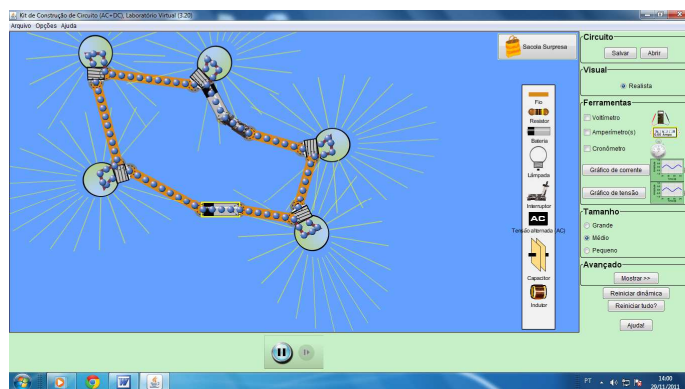 Kit de Construção de Circuito (AC+DC), Laboratório Virtual (3.20)
Arquivo Opções Ajuda
Sacola Surpresa
Fio
Resistor
Bateria
Lâmpada
Interruptor
AC
Tensão alternada (AC)
Capacitor
Indutor
Circuito
Salvar Abrir
Visual
Realista
Ferramentas
Voltímetro
Amperímetro(s)
Cronômetro
Gráfico de corrente
Gráfico de tensão
Tamanho
Grande
Médio
Pequeno
Avançado
Mostrar >>
Reiniciar dinâmica
Reiniciar tudo?
Ajuda!
PT
14:00
29/11/2011